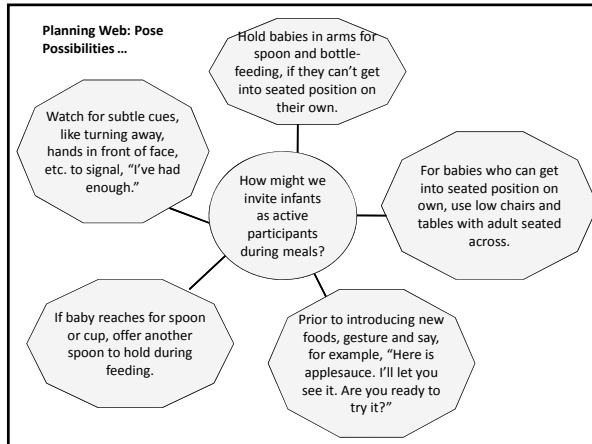 Planning Web: Pose
Possibilities ...
Hold babies in arms for
spoon and bottle-
feeding, if they can't get
into seated position on
their own.
Watch for subtle cues,
like turning away,
hands in front of face,
etc. to signal, "I've had
enough."
How might we
invite infants
as active
participants
during meals?
For babies who can get
into seated position on
own, use low chairs and
tables with adult seated
across.
If baby reaches for spoon
or cup, offer another
spoon to hold during
feeding.
Prior to introducing new
foods, gesture and say,
for example, "Here is
applesauce. I'll let you
see it. Are you ready to
try it?"